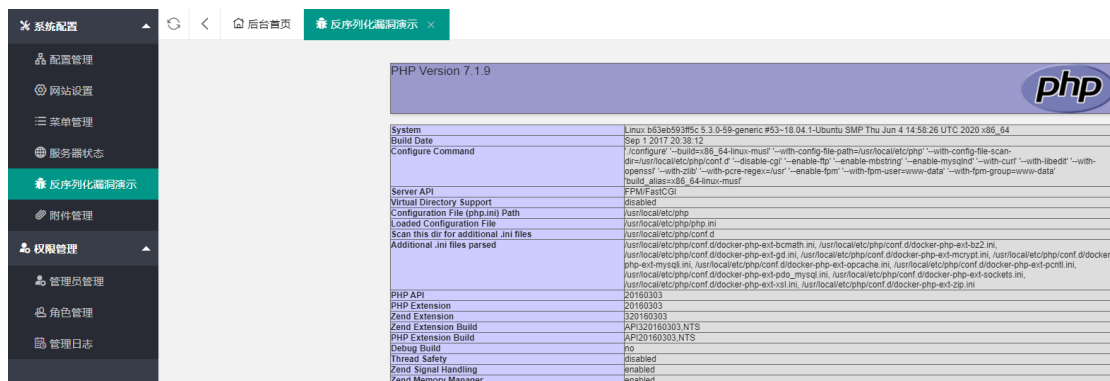 系统配置
配置管理
网站设置
菜单管理
服务器状态
反序列化漏洞演示
附件管理
权限管理
管理员管理
角色管理
管理日志
后台首页
反序列化漏洞演示 ×
PHP Version 7.1.9
php
System Linux b63eb593ff5c 5.3.0-59-generic #53~18.04.1-Ubuntu SMP Thu Jun 4 14:58:26 UTC 2020 x86_64
Build Date Sep 1 2017 20:38:12
Configure Command './configure' '--build=x86_64-linux-musl' '--with-config-file-path=/usr/local/etc/php' '--with-config-file-scan-
dir=/usr/local/etc/php/conf.d' '--disable-cgi' '--enable-ftp' '--enable-mbstring' '--enable-mysqlnd' '--with-curl' '--with-libedit' '--with-
openssl' '--with-zlib' '--with-pcre-regex=/usr' '--enable-fpm' '--with-fpm-user=www-data' '--with-fpm-group=www-data'
'build_alias=x86_64-linux-musl'
Server API FPM/FastCGI
Virtual Directory Support disabled
Configuration File (php.ini) Path /usr/local/etc/php
Loaded Configuration File /usr/local/etc/php/php.ini
Scan this dir for additional .ini files /usr/local/etc/php/conf.d
Additional .ini files parsed /usr/local/etc/php/conf.d/docker-php-ext-bcmath.ini, /usr/local/etc/php/conf.d/docker-php-ext-bz2.ini,
/usr/local/etc/php/conf.d/docker-php-ext-gd.ini, /usr/local/etc/php/conf.d/docker-php-ext-mcrypt.ini, /usr/local/etc/php/conf.d/docker-
php-ext-mysqli.ini, /usr/local/etc/php/conf.d/docker-php-ext-opcache.ini, /usr/local/etc/php/conf.d/docker-php-ext-pcntl.ini,
/usr/local/etc/php/conf.d/docker-php-ext-pdo_mysql.ini, /usr/local/etc/php/conf.d/docker-php-ext-sockets.ini,
/usr/local/etc/php/conf.d/docker-php-ext-xsl.ini, /usr/local/etc/php/conf.d/docker-php-ext-zip.ini
PHP API 20160303
PHP Extension 20160303
Zend Extension 320160303
Zend Extension Build API320160303,NTS
PHP Extension Build API20160303,NTS
Debug Build no
Thread Safety disabled
Zend Signal Handling enabled
Zend Memory Manager enabled